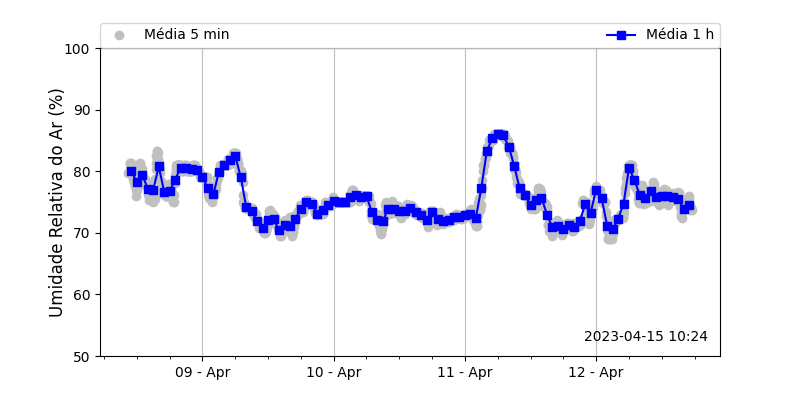 Média 5 min
Média 1 h
100
90
80
70
60
50
Umidade Relativa do Ar (%)
2023-04-15 10:24
09 - Apr
10 - Apr
11 - Apr
12 - Apr